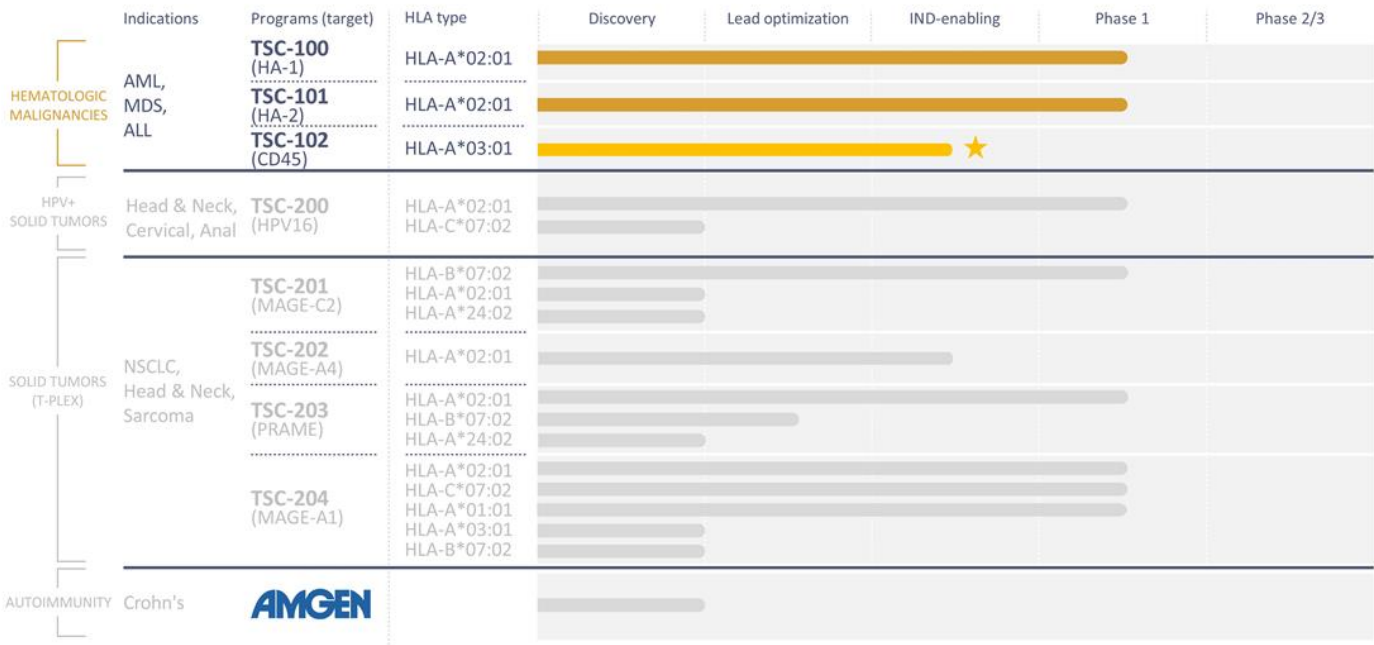 Indications Programs (target) HLA type Discovery Lead optimization IND-enabling Phase 1 Phase 2/3
HEMATOLOGIC
MALIGNANCIES
AML,
MDS,
ALL
TSC-100
(HA-1)
HLA-A*02:01
TSC-101
(HA-2)
HLA-A*02:01
TSC-102
(CD45)
HLA-A*03:01
HPV+
SOLID TUMORS
Head & Neck,
Cervical, Anal
TSC-200
(HPV16)
HLA-A*02:01
HLA-C*07:02
SOLID TUMORS
(T-PLEX)
NSCLC,
Head & Neck,
Sarcoma
TSC-201
(MAGE-C2)
HLA-B*07:02
HLA-A*02:01
HLA-A*24:02
TSC-202
(MAGE-A4)
HLA-A*02:01
TSC-203
(PRAME)
HLA-A*02:01
HLA-B*07:02
HLA-A*24:02
TSC-204
(MAGE-A1)
HLA-A*02:01
HLA-C*07:02
HLA-A*01:01
HLA-A*03:01
HLA-B*07:02
AUTOIMMUNITY
Crohn's
AMGEN